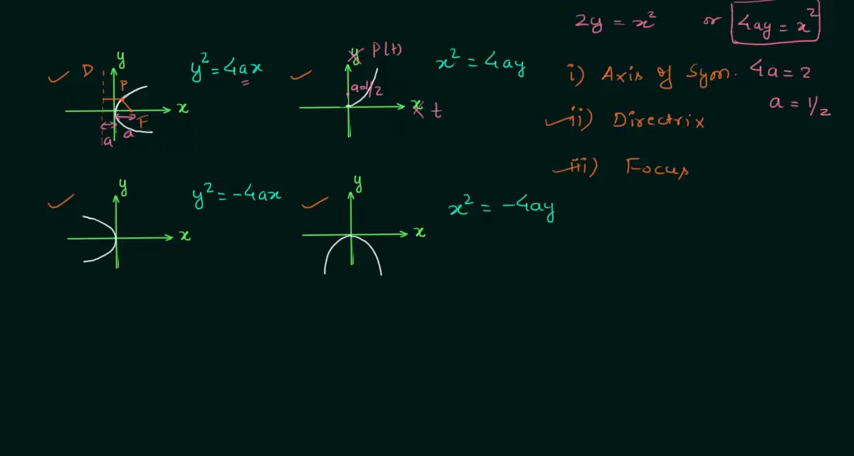 2y = x² or 4ay = x²
D y y² = 4ax
P
x
F
a a
y P(t) x² = 4ay
a=1/2
x t
i) Axis of Sym. 4a = 2
ii) Directrix a = 1/2
iii) Focus
y y² = -4ax
x
y x² = -4ay
x